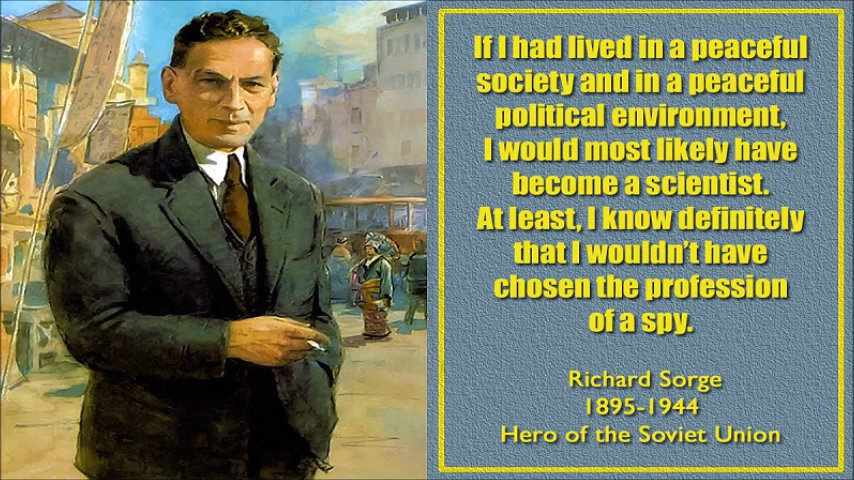 If I had lived in a peaceful
society and in a peaceful
political environment,
I would most likely have
become a scientist.
At least, I know definitely
that I wouldn't have
chosen the profession
of a spy.
Richard Sorge
1895-1944
Hero of the Soviet Union